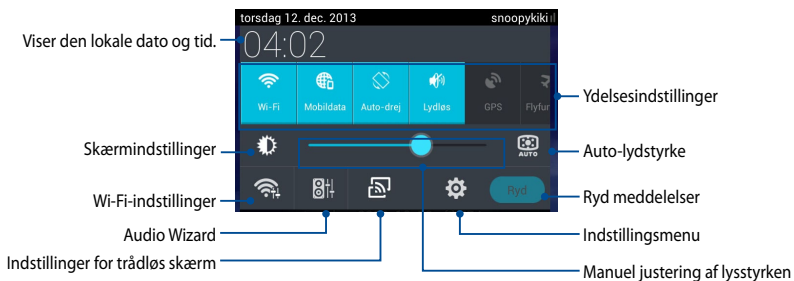 torsdag 12. dec. 2013 snoopykiki
Viser den lokale dato og tid.
04:02
Wi-Fi Mobildata Auto-drej Lydløs GPS Flyfun
Ydelsesindstillinger
Skærmindstillinger
AUTO
Auto-lydstyrke
Wi-Fi-indstillinger
Ryd
Ryd meddelelser
Audio Wizard
Indstillingsmenu
Indstillinger for trådløs skærm
Manuel justering af lysstyrken